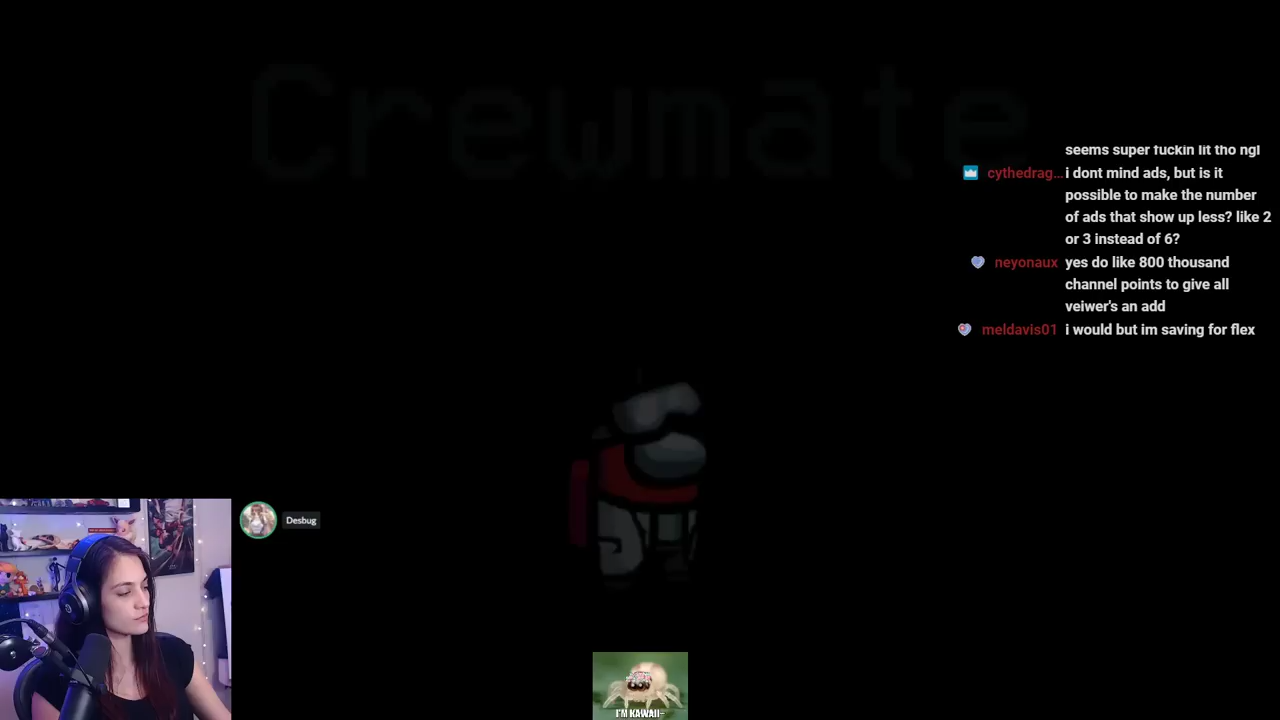 Crewmate
seems super fuckin lit tho ngl
cythedrag... i dont mind ads, but is it
possible to make the number
of ads that show up less? like 2
or 3 instead of 6?
neyonaux yes do like 800 thousand
channel points to give all
veiwer's an add
meldavis01 i would but im saving for flex
Desbug
I'M KAWAII~